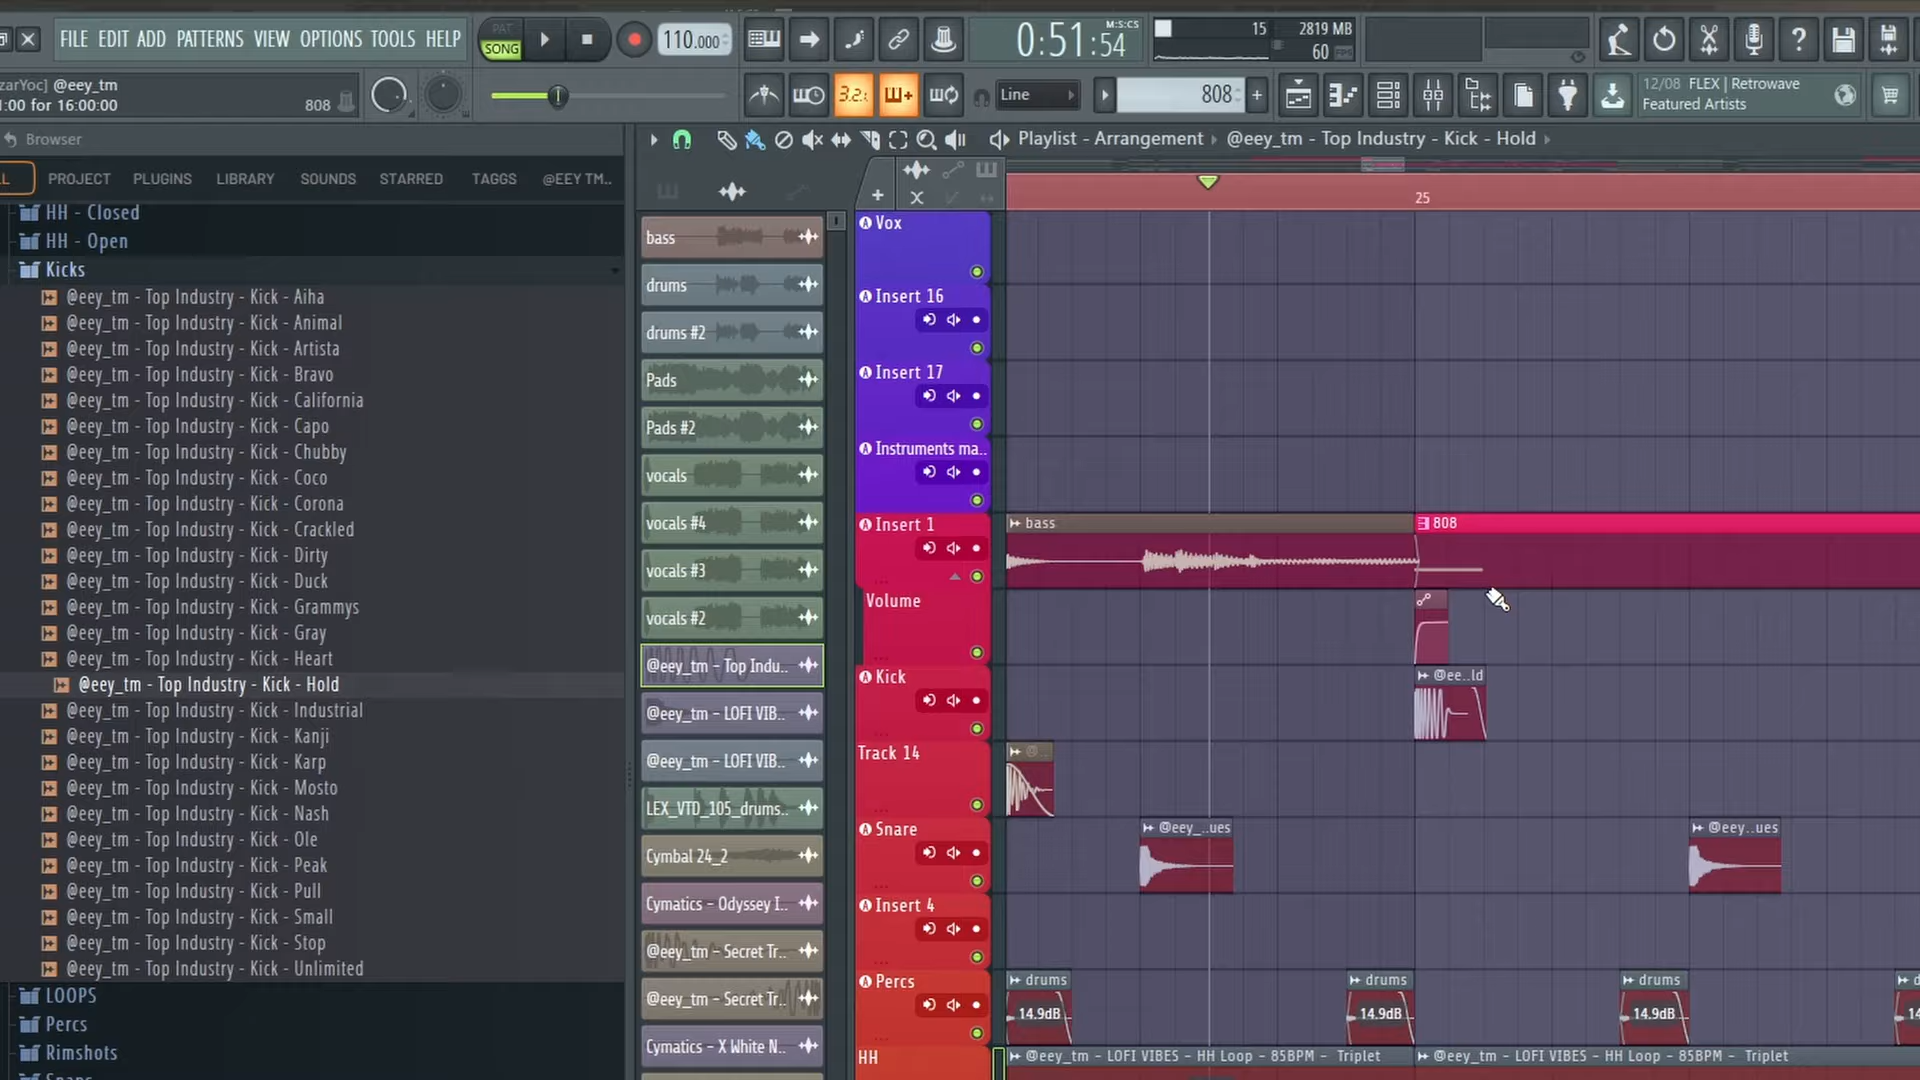 FILE EDIT ADD PATTERNS VIEW OPTIONS TOOLS HELP
PAT
SONG
110.000
3.2.
0:51:54
M:S:CS
15
2819 MB
60
FPS
zarYoc] @eey_tm
1:00 for 16:00:00
808
Line
808
12/08 FLEX | Retrowave
Featured Artists
Browser
PROJECT
PLUGINS
LIBRARY
SOUNDS
STARRED
TAGGS
@EEY TM..
Playlist - Arrangement
@eey_tm - Top Industry - Kick - Hold
HH - Closed
HH - Open
Kicks
@eey_tm - Top Industry - Kick - Aiha
@eey_tm - Top Industry - Kick - Animal
@eey_tm - Top Industry - Kick - Artista
@eey_tm - Top Industry - Kick - Bravo
@eey_tm - Top Industry - Kick - California
@eey_tm - Top Industry - Kick - Capo
@eey_tm - Top Industry - Kick - Chubby
@eey_tm - Top Industry - Kick - Coco
@eey_tm - Top Industry - Kick - Corona
@eey_tm - Top Industry - Kick - Crackled
@eey_tm - Top Industry - Kick - Dirty
@eey_tm - Top Industry - Kick - Duck
@eey_tm - Top Industry - Kick - Grammys
@eey_tm - Top Industry - Kick - Gray
@eey_tm - Top Industry - Kick - Heart
@eey_tm - Top Industry - Kick - Hold
@eey_tm - Top Industry - Kick - Industrial
@eey_tm - Top Industry - Kick - Kanji
@eey_tm - Top Industry - Kick - Karp
@eey_tm - Top Industry - Kick - Mosto
@eey_tm - Top Industry - Kick - Nash
@eey_tm - Top Industry - Kick - Ole
@eey_tm - Top Industry - Kick - Peak
@eey_tm - Top Industry - Kick - Pull
@eey_tm - Top Industry - Kick - Small
@eey_tm - Top Industry - Kick - Stop
@eey_tm - Top Industry - Kick - Unlimited
LOOPS
Percs
Rimshots
bass
drums
drums #2
Pads
Pads #2
vocals
vocals #4
vocals #3
vocals #2
@eey_tm - Top Indu..
@eey_tm - LOFI VIB..
@eey_tm - LOFI VIB..
LEX_VTD_105_drums..
Cymbal 24_2
Cymatics - Odyssey I..
@eey_tm - Secret Tr..
@eey_tm - Secret Tr..
Cymatics - X White N..
25
Vox
Insert 16
Insert 17
Instruments ma..
Insert 1
bass
808
Volume
Kick
@ee..ld
Track 14
Snare
@eey_..ues
@eey..ues
Insert 4
Percs
drums
drums
drums
14.9dB
14.9dB
14.9dB
HH
@eey_tm - LOFI VIBES - HH Loop - 85BPM - Triplet
@eey_tm - LOFI VIBES - HH Loop - 85BPM - Triplet